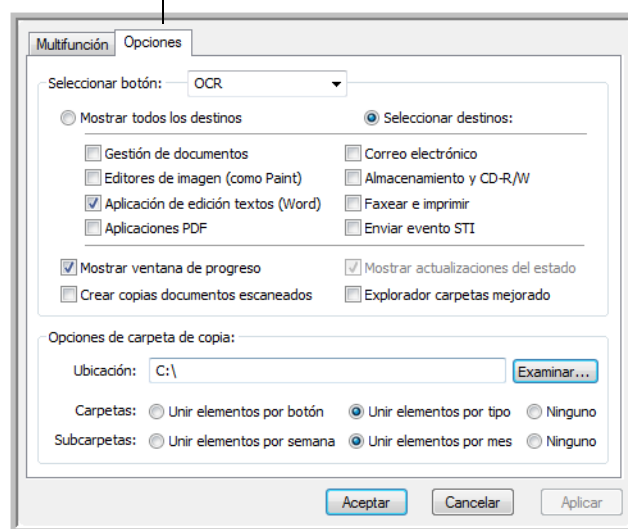 Multifunción Opciones
Seleccionar botón: OCR
Mostrar todos los destinos Seleccionar destinos:
Gestión de documentos Correo electrónico
Editores de imagen (como Paint) Almacenamiento y CD-R/W
Aplicación de edición textos (Word) Faxear e imprimir
Aplicaciones PDF Enviar evento STI
Mostrar ventana de progreso Mostrar actualizaciones del estado
Crear copias documentos escaneados Explorador carpetas mejorado
Opciones de carpeta de copia:
Ubicación: C:\ Examinar...
Carpetas: Unir elementos por botón Unir elementos por tipo Ninguno
Subcarpetas: Unir elementos por semana Unir elementos por mes Ninguno
Aceptar Cancelar Aplicar